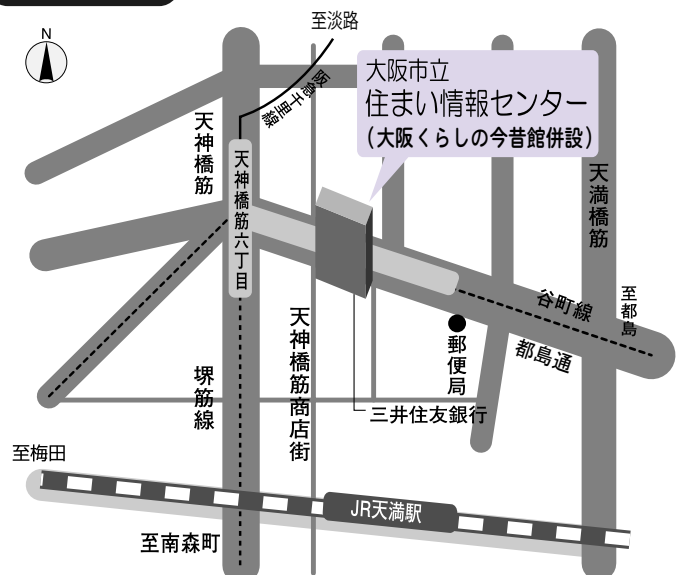 至淡路
N
阪急千里線
大阪市立
住まい情報センター
(大阪くらしの今昔館併設)
天神橋筋
天神橋筋六丁目
天満橋筋
谷町線
至都島
都島通
郵便局
天神橋筋商店街
堺筋線
三井住友銀行
至梅田
JR天満駅
至南森町